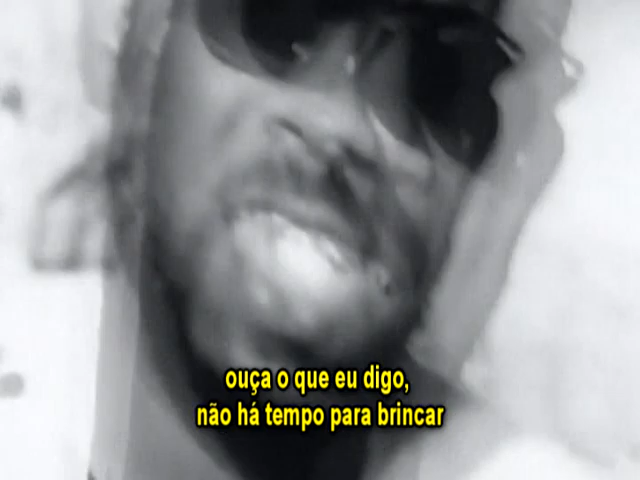 ouça o que eu digo,
não há tempo para brincar